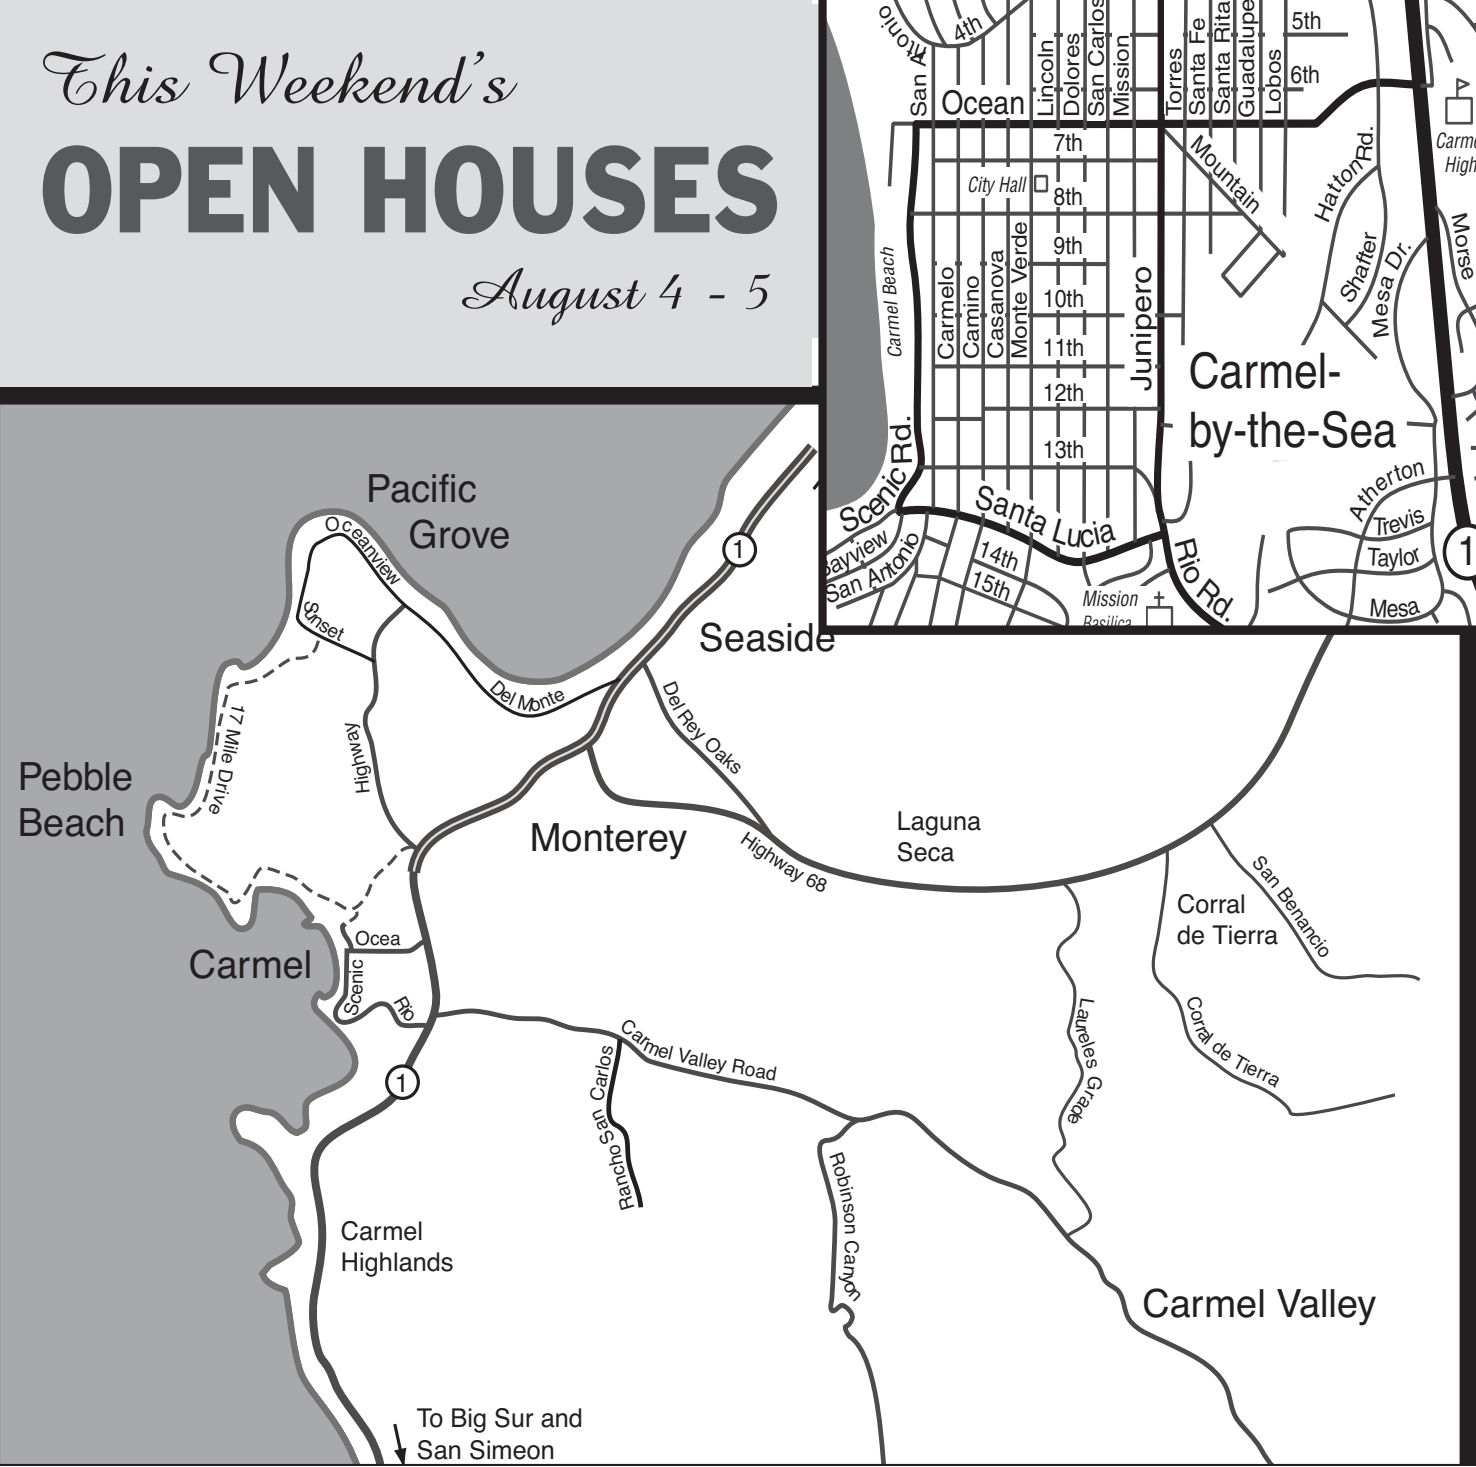 This Weekend's
OPEN HOUSES
August 4 - 5
4th
5th
6th
San Antonio
Ocean
Lincoln
Dolores
San Carlos
Mission
Torres
Santa Fe
Santa Rita
Guadalupe
Lobos
7th
City Hall
8th
9th
10th
11th
12th
13th
Mountain
Hatton Rd.
Shafter
Mesa Dr.
Morse
Carmel Beach
Carmelo
Camino
Casanova
Monte Verde
Junipero
Carmel-
by-the-Sea
Scenic Rd.
Santa Lucia
Atherton
Trevis
Taylor
Mesa
1
Bayview
San Antonio
14th
15th
Mission
Basilica
Rio Rd.
Pacific
Grove
Oceanview
Sunset
1
Seaside
Del Monte
Del Rey Oaks
17 Mile Drive
Highway
Pebble
Beach
Monterey
Highway 68
Laguna
Seca
San Benancio
Corral
de Tierra
Carmel
Ocea
Scenic
Rio
1
Laureles Grade
Corral de Tierra
Carmel Valley Road
Rancho San Carlos
Robinson Canyon
Carmel
Highlands
Carmel Valley
To Big Sur and
San Simeon